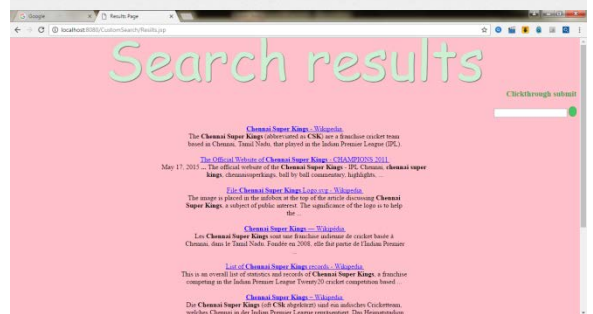 Google
Results Page
localhost:8080/CustomSearch/Results.jsp
Search results
Clickthrough submit
Chennai Super Kings - Wikipedia
The Chennai Super Kings (abbreviated as CSK) are a franchise cricket team
based in Chennai, Tamil Nadu, that played in the Indian Premier League (IPL).
The Official Website of Chennai Super Kings - CHAMPIONS 2011
May 17, 2015 ... The official website of the Chennai Super Kings - IPL Chennai, chennai super
kings, chennaisuperkings, ball by ball commentary, highlights, ...
File:Chennai Super Kings Logo.svg - Wikipedia
The image is placed in the infobox at the top of the article discussing Chennai
Super Kings, a subject of public interest. The significance of the logo is to help
the ...
Chennai Super Kings — Wikipédia
Les Chennai Super Kings sont une franchise indienne de cricket basée à
Chennai, dans le Tamil Nadu. Fondée en 2008, elle fait partie de l'Indian Premier
...
List of Chennai Super Kings records - Wikipedia
This is an overall list of statistics and records of Chennai Super Kings, a franchise
competing in the Indian Premier League Twenty20 cricket competition based ...
Chennai Super Kings – Wikipedia
Die Chennai Super Kings (oft CSK abgekürzt) sind ein indisches Cricketteam,
welches Chennai in der Indian Premier League repräsentiert. Das Heimatstadion